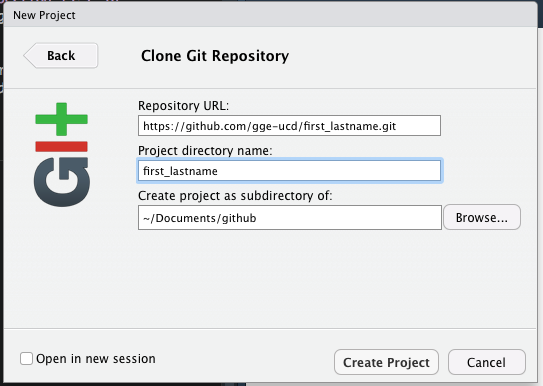 New Project
Back
Clone Git Repository
Repository URL:
https://github.com/gge-ucd/first_lastname.git
Project directory name:
first_lastname
Create project as subdirectory of:
~/Documents/github
Browse...
git
Open in new session
Create Project
Cancel